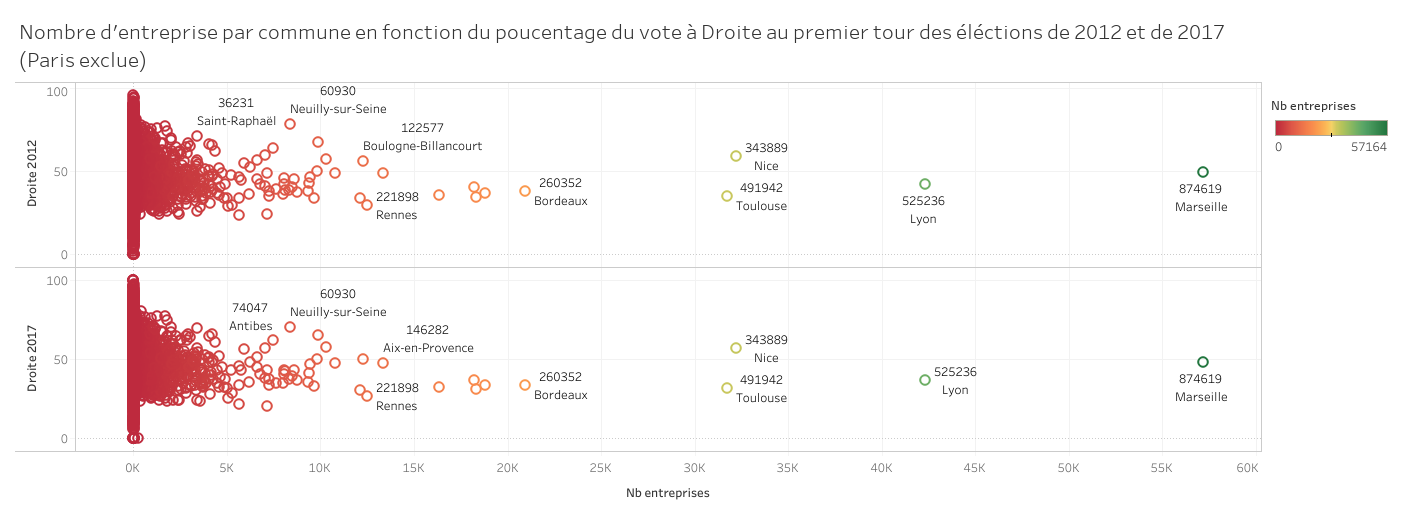 Nombre d'entreprise par commune en fonction du poucentage du vote à Droite au premier tour des éléctions de 2012 et de 2017
(Paris exclue)
Nb entreprises
0 57164
Droite 2012
100
50
0
36231
Saint-Raphaël
60930
Neuilly-sur-Seine
122577
Boulogne-Billancourt
221898
Rennes
260352
Bordeaux
343889
Nice
491942
Toulouse
525236
Lyon
874619
Marseille
Droite 2017
100
50
0
74047
Antibes
60930
Neuilly-sur-Seine
146282
Aix-en-Provence
221898
Rennes
260352
Bordeaux
343889
Nice
491942
Toulouse
525236
Lyon
874619
Marseille
0K 5K 10K 15K 20K 25K 30K 35K 40K 45K 50K 55K 60K
Nb entreprises